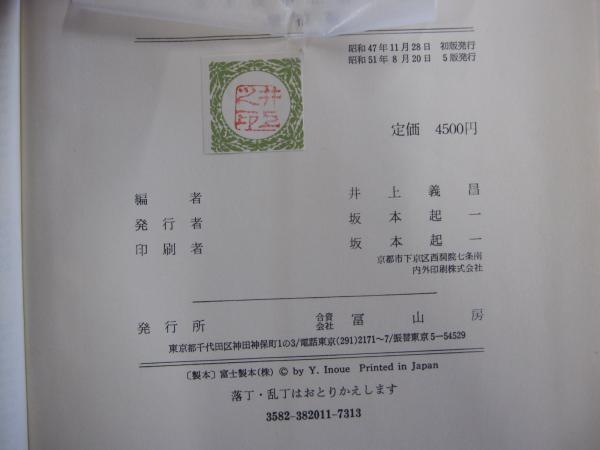 昭和47年11月28日 初版発行
昭和51年8月20日 5版発行
定価 4500円
編者 井上義昌
発行者 坂本起一
印刷者 坂本起一
京都市下京区西洞院七条南
内外印刷株式会社
発行所 合資会社 冨山房
東京都千代田区神田神保町1の3/電話東京(291)2171〜7/振替東京5−54529
〔製本〕富士製本(株) © by Y. Inoue Printed in Japan
落丁・乱丁はおとりかえします
3582-382011-7313